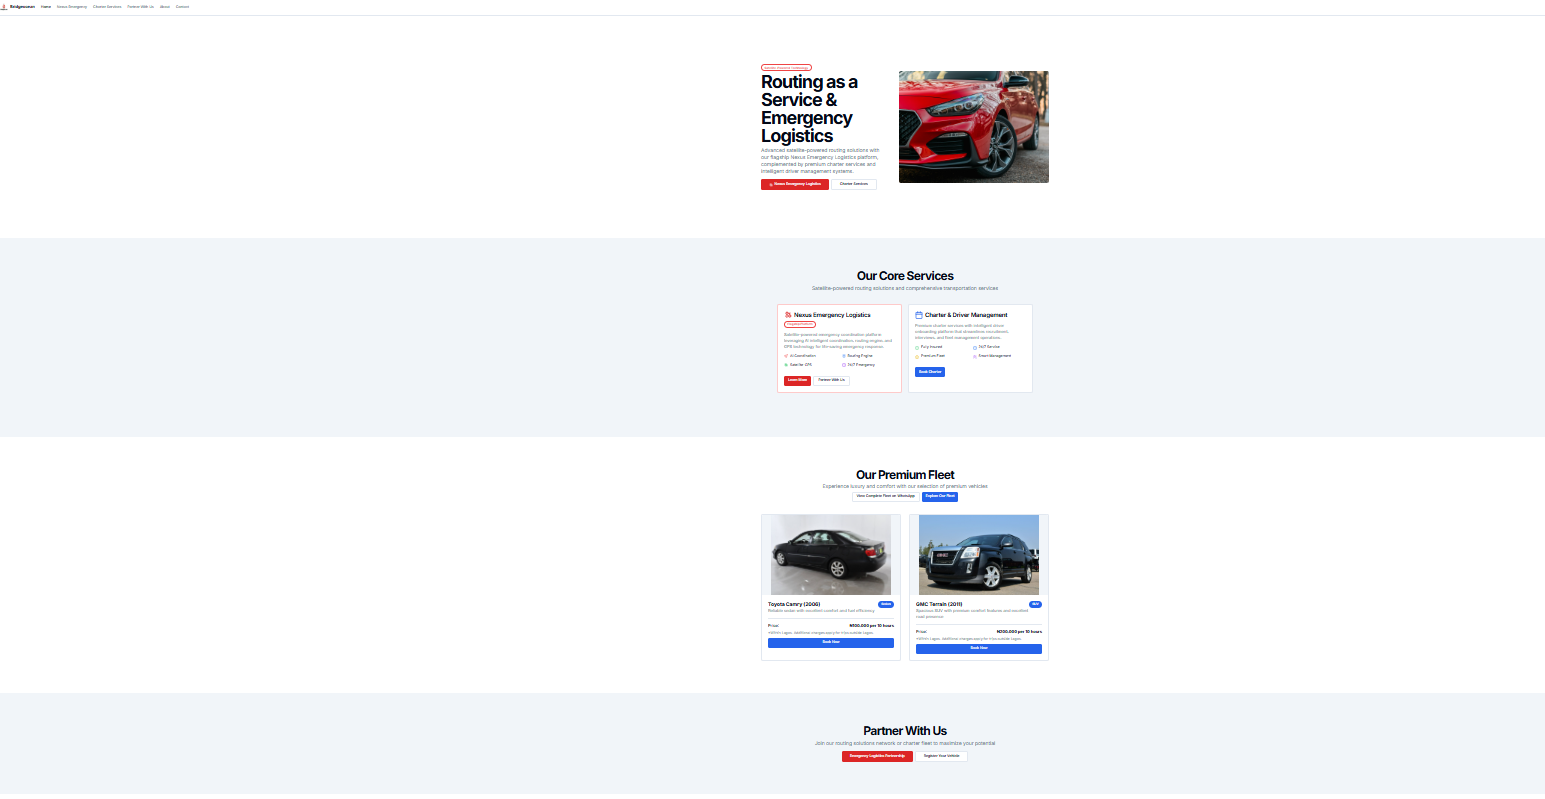 Bridgeocean Home Nexus Emergency Charter Services Partner With Us About Contact
Routing as a
Service &
Emergency
Logistics
Advanced satellite-powered routing solutions with
our flagship Nexus Emergency Logistics platform,
complemented by premium charter services and
intelligent driver management systems.
Nexus Emergency Logistics Charter Services
Our Core Services
Satellite-powered routing solutions and comprehensive transportation services
Nexus Emergency Logistics
Satellite-powered emergency coordination platform
leveraging AI intelligent coordination, routing engine, and
GPS technology for life-saving emergency response.
AI Coordination Routing Engine
Satellite GPS 24/7 Emergency
Learn More Partner With Us
Charter & Driver Management
Premium charter services with intelligent driver
onboarding platform that streamlines recruitment,
interviews, and fleet management operations.
Fully Insured 24/7 Service
Premium Fleet Smart Management
Book Charter
Our Premium Fleet
Experience luxury and comfort with our selection of premium vehicles
View Complete Fleet on WhatsApp Explore Our Fleet
Toyota Camry (2006) Sedan
Reliable sedan with excellent comfort and fuel efficiency.
Price: ₦100,000 per 10 hours
*Within Lagos. Additional charges apply for trips outside Lagos.
Book Now
GMC Terrain (2011) SUV
Spacious SUV with premium comfort features and excellent
road presence.
Price: ₦200,000 per 10 hours
*Within Lagos. Additional charges apply for trips outside Lagos.
Book Now
Partner With Us
Join our routing solutions network or charter fleet to maximize your potential
Emergency Logistics Partnership Register Your Vehicle